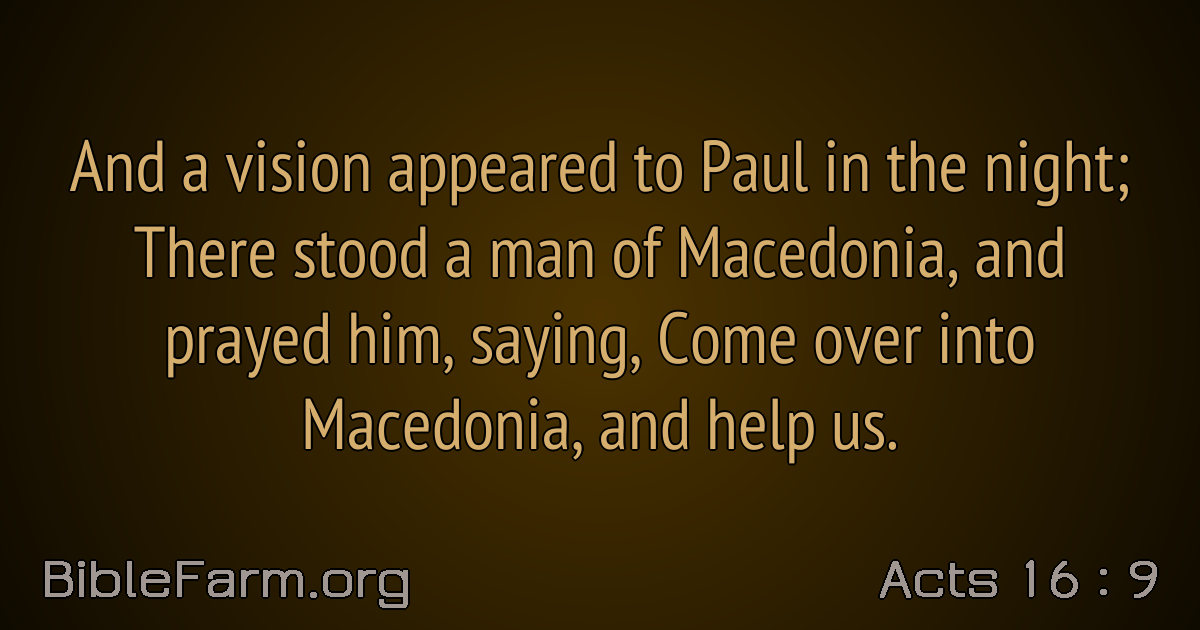 And a vision appeared to Paul in the night;
There stood a man of Macedonia, and
prayed him, saying, Come over into
Macedonia, and help us.
BibleFarm.org
Acts 16 : 9